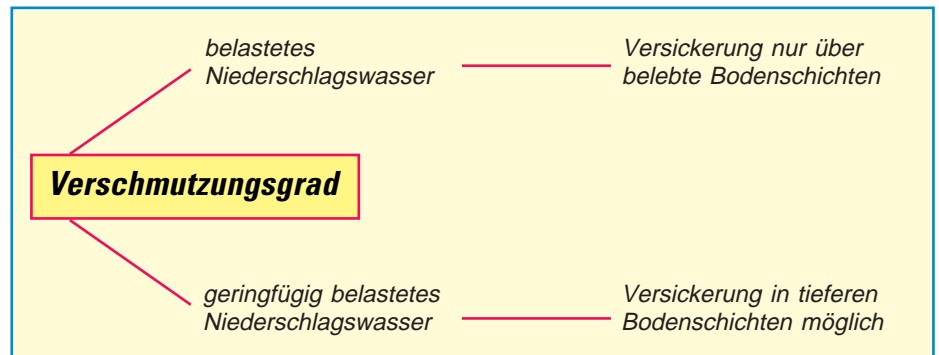 belastetes
Niederschlagswasser
Versickerung nur über
belebte Bodenschichten
Verschmutzungsgrad
geringfügig belastetes
Niederschlagswasser
Versickerung in tieferen
Bodenschichten möglich